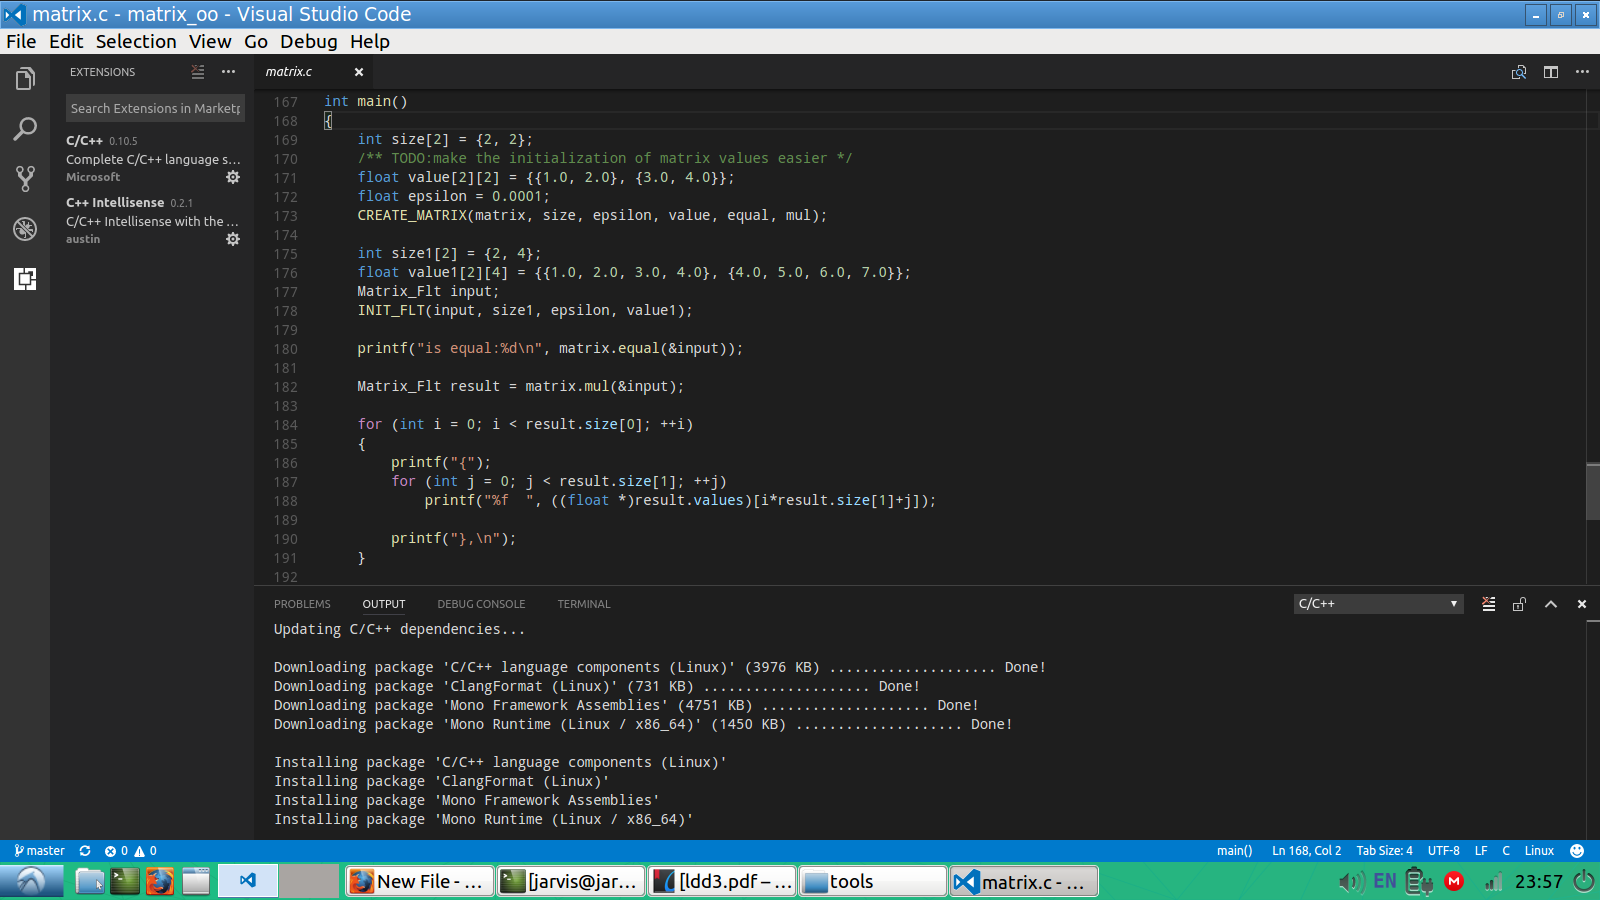 matrix.c - matrix_oo - Visual Studio Code
File Edit Selection View Go Debug Help
EXTENSIONS
Search Extensions in Marketp
C/C++ 0.10.5
Complete C/C++ language s...
Microsoft
C++ Intellisense 0.2.1
C/C++ Intellisense with the ...
austin
matrix.c
167 int main()
168 {
169 int size[2] = {2, 2};
170 /** TODO:make the initialization of matrix values easier */
171 float value[2][2] = {{1.0, 2.0}, {3.0, 4.0}};
172 float epsilon = 0.0001;
173 CREATE_MATRIX(matrix, size, epsilon, value, equal, mul);
174
175 int size1[2] = {2, 4};
176 float value1[2][4] = {{1.0, 2.0, 3.0, 4.0}, {4.0, 5.0, 6.0, 7.0}};
177 Matrix_Flt input;
178 INIT_FLT(input, size1, epsilon, value1);
179
180 printf("is equal:%d\n", matrix.equal(&input));
181
182 Matrix_Flt result = matrix.mul(&input);
183
184 for (int i = 0; i < result.size[0]; ++i)
185 {
186 printf("{");
187 for (int j = 0; j < result.size[1]; ++j)
188 printf("%f  ", ((float *)result.values)[i*result.size[1]+j]);
189
190 printf("},\n");
191 }
192
PROBLEMS OUTPUT DEBUG CONSOLE TERMINAL C/C++
Updating C/C++ dependencies...
Downloading package 'C/C++ language components (Linux)' (3976 KB) .................... Done!
Downloading package 'ClangFormat (Linux)' (731 KB) .................... Done!
Downloading package 'Mono Framework Assemblies' (4751 KB) .................... Done!
Downloading package 'Mono Runtime (Linux / x86_64)' (1450 KB) .................... Done!
Installing package 'C/C++ language components (Linux)'
Installing package 'ClangFormat (Linux)'
Installing package 'Mono Framework Assemblies'
Installing package 'Mono Runtime (Linux / x86_64)'
master 0 0 main() Ln 168, Col 2 Tab Size: 4 UTF-8 LF C Linux
New File - ... [jarvis@jar... [ldd3.pdf – ... tools matrix.c - ... EN M 23:57